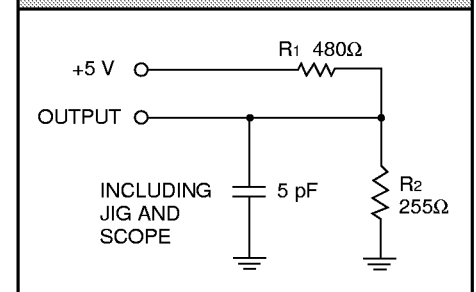 R1 480Ω
+5 V
OUTPUT
INCLUDING
JIG AND
SCOPE
5 pF
R2
255Ω